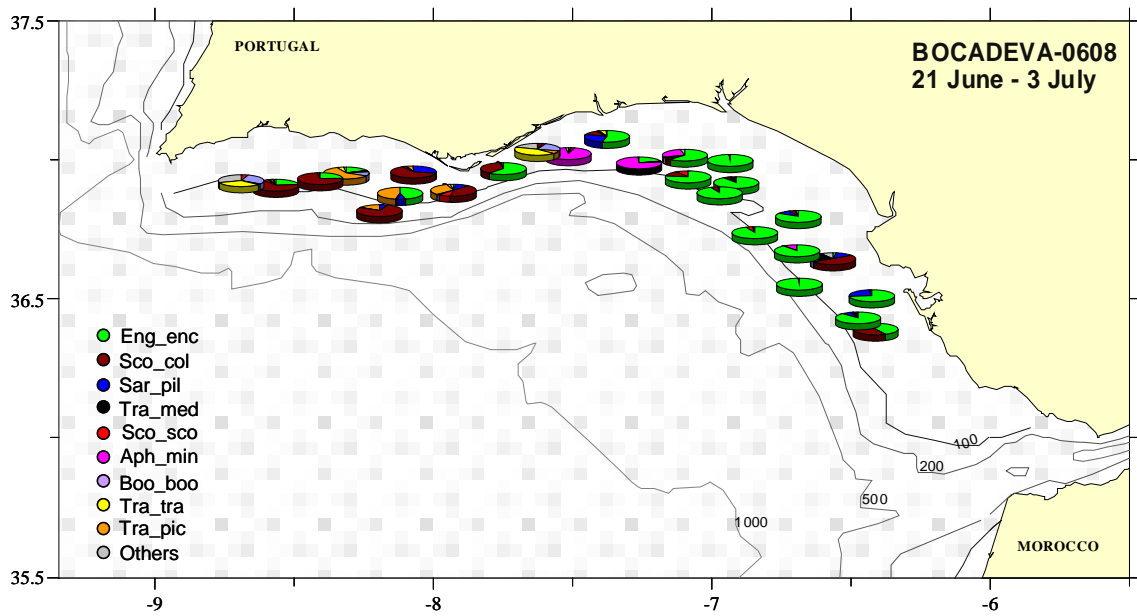 37.5
PORTUGAL
BOCADEVA-0608
21 June - 3 July
36.5
Eng_enc
Sco_col
Sar_pil
Tra_med
Sco_sco
Aph_min
Boo_boo
Tra_tra
Tra_pic
Others
100
200
500
1000
MOROCCO
35.5
-9
-8
-7
-6